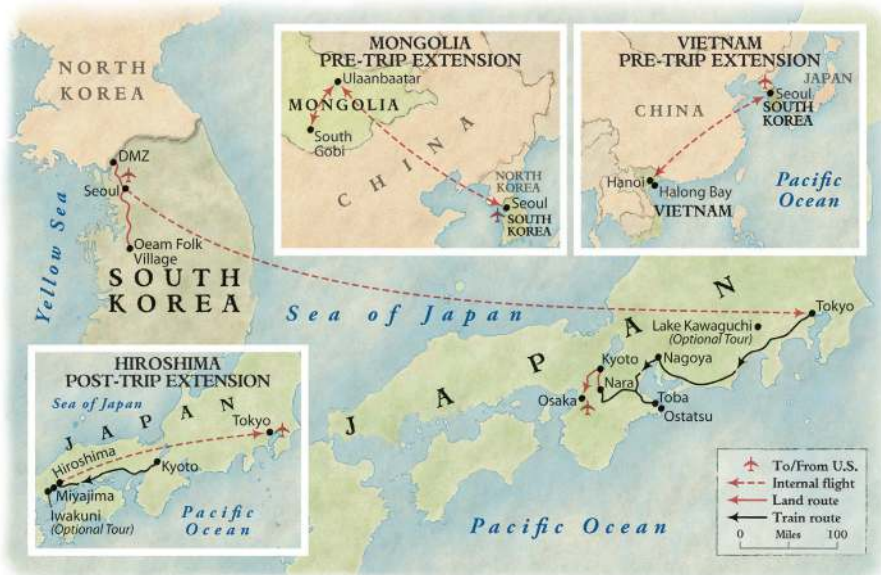 NORTH
KOREA
DMZ
Seoul
Oeam Folk
Village
SOUTH
KOREA
Yellow Sea
Sea of Japan
JAPAN
Tokyo
Lake Kawaguchi
(Optional Tour)
Nagoya
Kyoto
Nara
Osaka
Toba
Ostatsu
Pacific Ocean
MONGOLIA
PRE-TRIP EXTENSION
Ulaanbaatar
MONGOLIA
South
Gobi
CHINA
NORTH
KOREA
Seoul
SOUTH
KOREA
VIETNAM
PRE-TRIP EXTENSION
JAPAN
Seoul
SOUTH
KOREA
CHINA
Hanoi
Halong Bay
VIETNAM
Pacific
Ocean
HIROSHIMA
POST-TRIP EXTENSION
Sea of Japan
JAPAN
Tokyo
Hiroshima
Kyoto
Miyajima
Iwakuni
(Optional Tour)
Pacific
Ocean
To/From U.S.
Internal flight
Land route
Train route
0 Miles 100